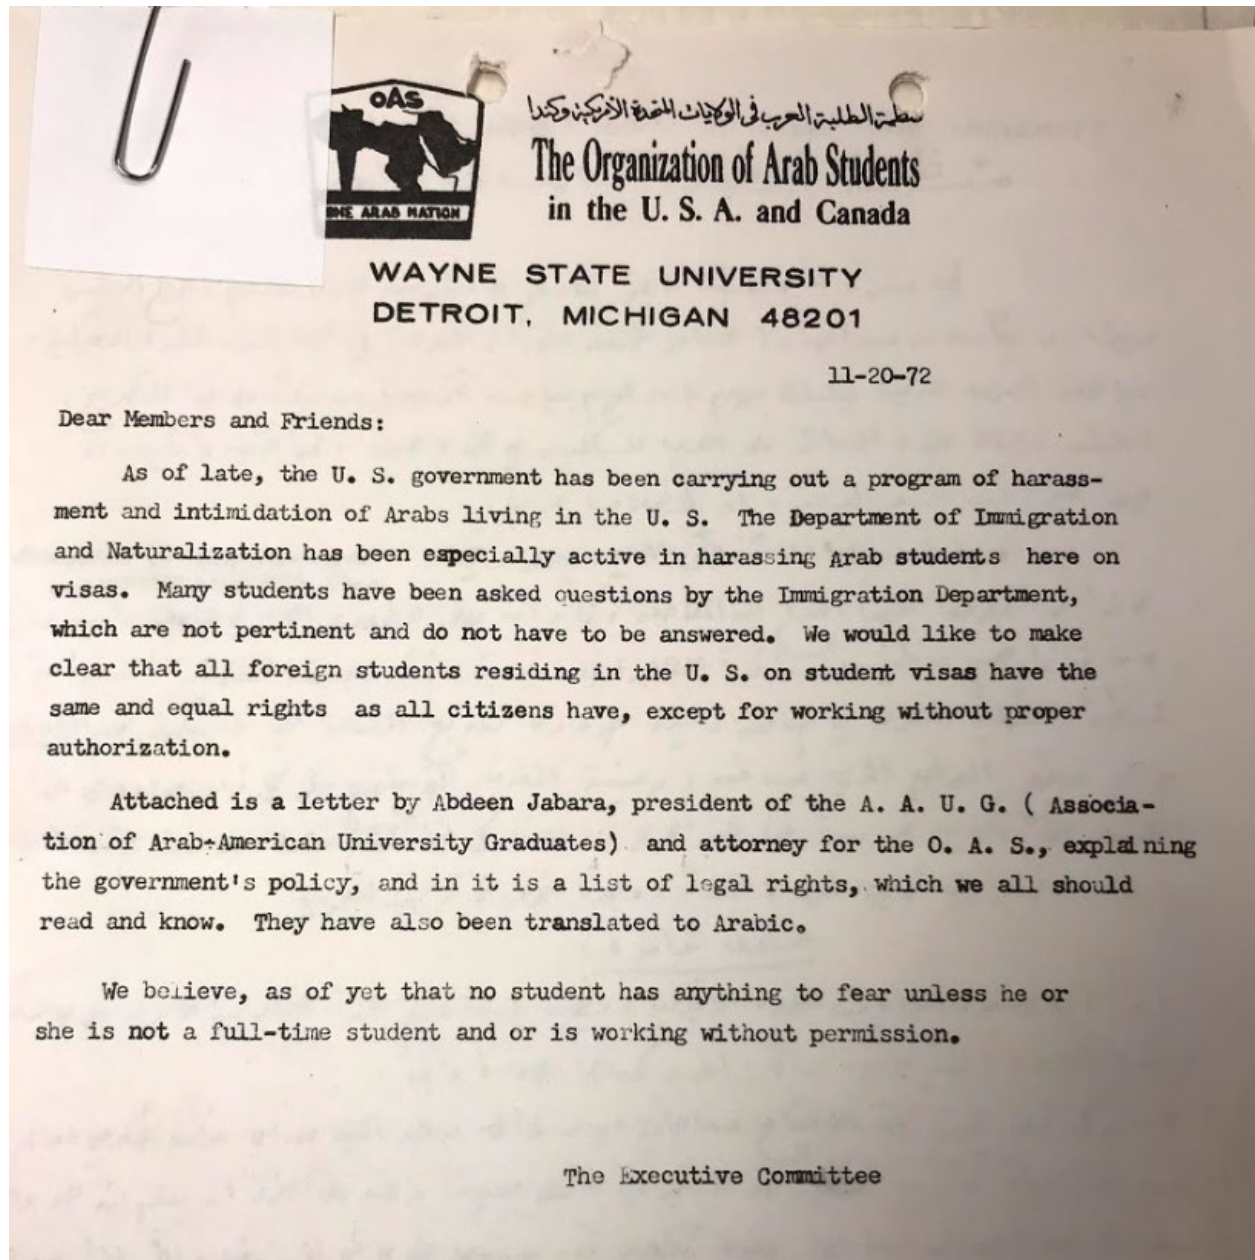 OAS
ONE ARAB NATION
منظمة الطلبة العرب في الولايات المتحدة الأمريكية وكندا
The Organization of Arab Students
in the U. S. A. and Canada
WAYNE STATE UNIVERSITY
DETROIT, MICHIGAN 48201
11-20-72
Dear Members and Friends:
As of late, the U. S. government has been carrying out a program of harass-
ment and intimidation of Arabs living in the U. S. The Department of Immigration
and Naturalization has been especially active in harassing Arab students here on
visas. Many students have been asked questions by the Immigration Department,
which are not pertinent and do not have to be answered. We would like to make
clear that all foreign students residing in the U. S. on student visas have the
same and equal rights as all citizens have, except for working without proper
authorization.
Attached is a letter by Abdeen Jabara, president of the A. A. U. G. ( Associa-
tion of Arab-American University Graduates) and attorney for the O. A. S., explaining
the government's policy, and in it is a list of legal rights, which we all should
read and know. They have also been translated to Arabic.
We believe, as of yet that no student has anything to fear unless he or
she is not a full-time student and or is working without permission.
The Executive Committee